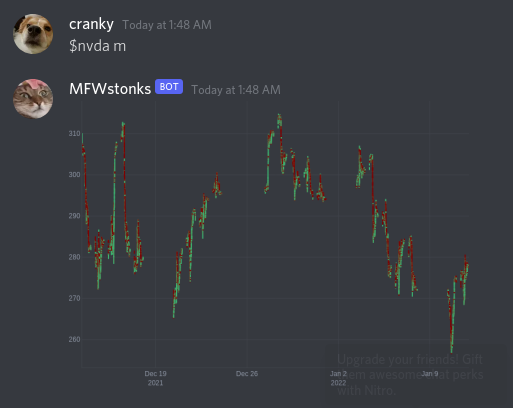 cranky Today at 1:48 AM
$nvda m
MFWstonks BOT Today at 1:48 AM
310
300
290
280
270
260
Dec 19 Dec 26 Jan 2 Jan 9
2021 2022
Upgrade your friends! Gift
them awesome chat perks
with Nitro.